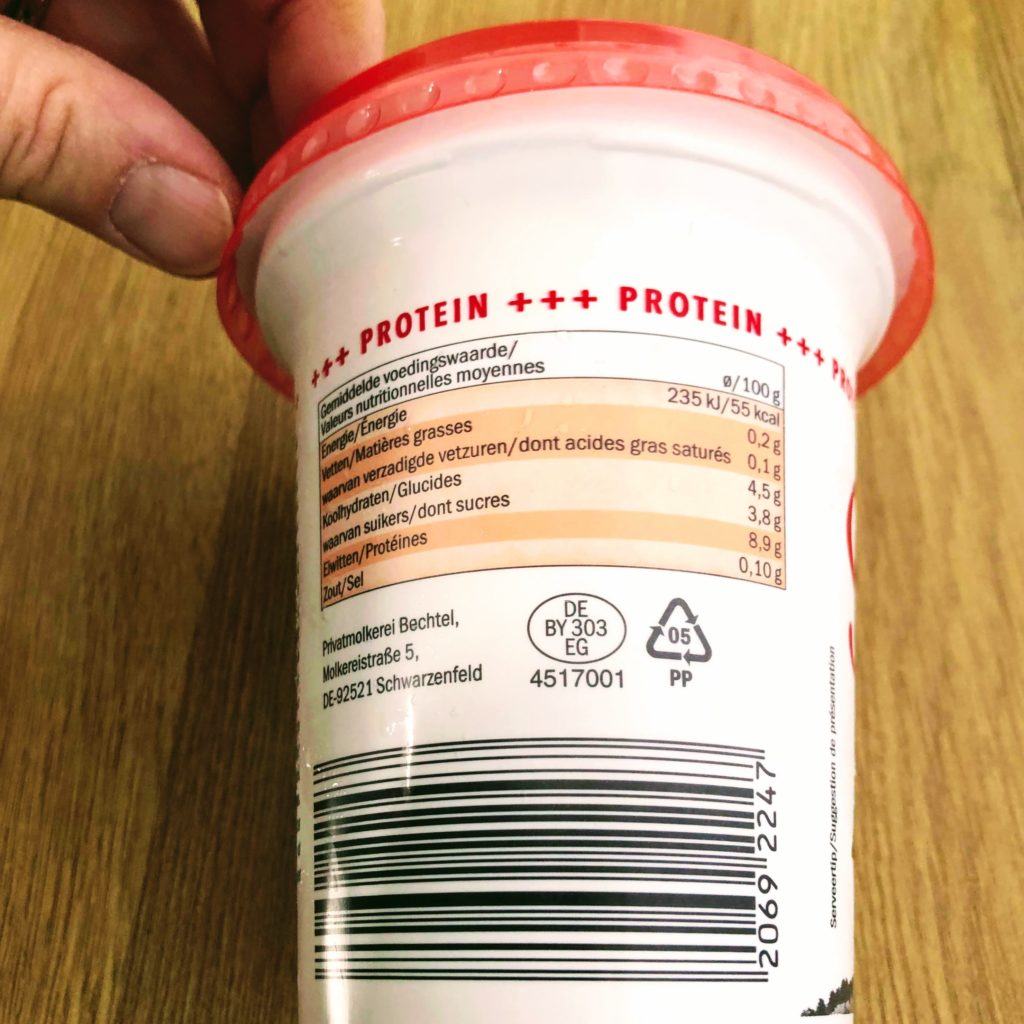 +++ PROTEIN +++ PROTEIN +++ PRO
Gemiddelde voedingswaarde/
Valeurs nutritionnelles moyennes ø/100 g
Energie/Énergie 235 kJ/55 kcal
Vetten/Matières grasses 0,2 g
waarvan verzadigde vetzuren/dont acides gras saturés 0,1 g
Koolhydraten/Glucides 4,5 g
waarvan suikers/dont sucres 3,8 g
Eiwitten/Protéines 8,9 g
Zout/Sel 0,10 g
Privatmolkerei Bechtel,
Molkereistraße 5,
DE-92521 Schwarzenfeld
DE
BY 303
EG
4517001
05
PP
2069 2247
Serveertip/Suggestion de présentation